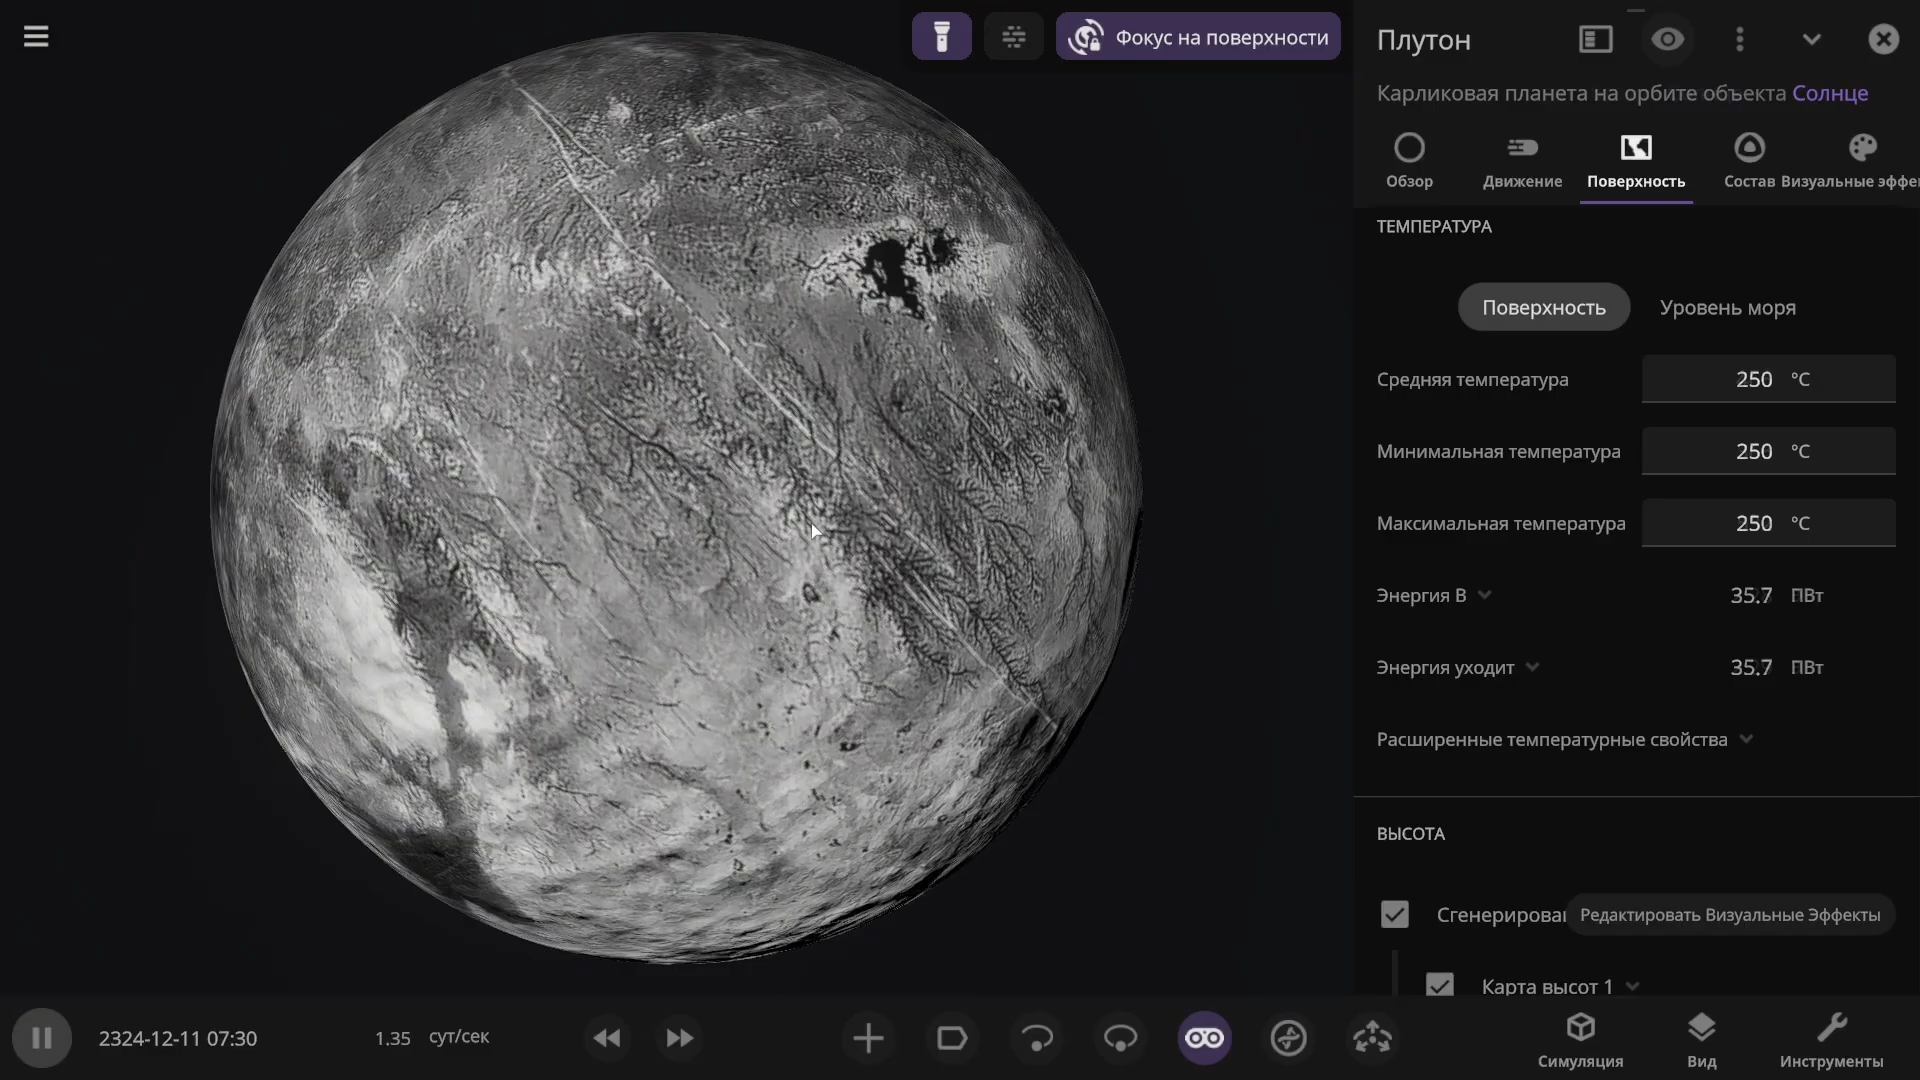 Фокус на поверхности
Плутон
Карликовая планета на орбите объекта Солнце
Обзор
Движение
Поверхность
Состав
Визуальные
ТЕМПЕРАТУРА
Поверхность
Уровень моря
Средняя температура
250 °C
Минимальная температура
250 °C
Максимальная температура
250 °C
Энергия В
35.7 ПВт
Энергия уходит
35.7 ПВт
Расширенные температурные свойства
ВЫСОТА
Редактировать Визуальные Эффекты
Карта высот 1
2324-12-11 07:30
1.35 сут/сек
Симуляция
Вид
Инструменты